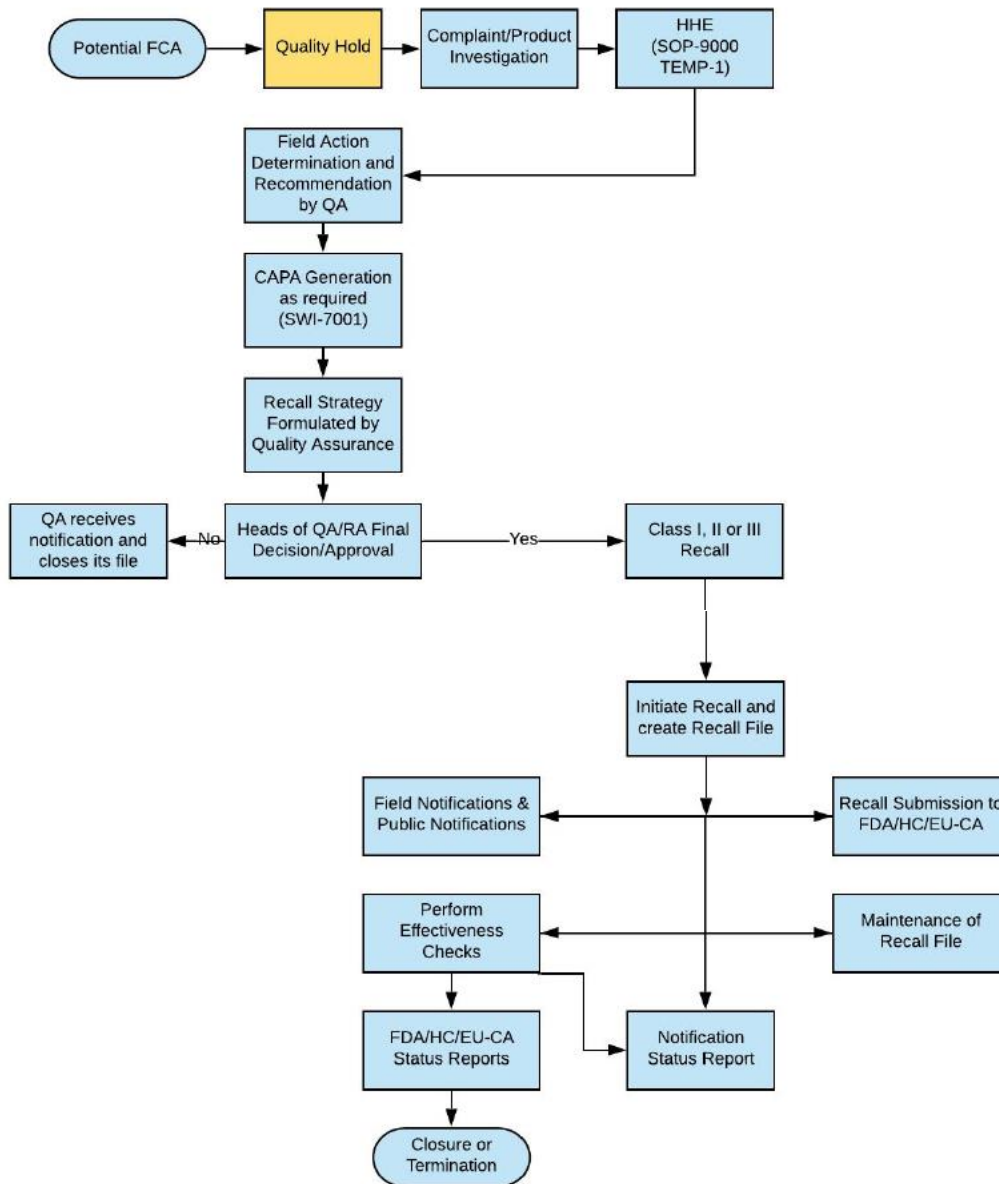 Potential FCA
Quality Hold
Complaint/Product
Investigation
HHE
(SOP-9000
TEMP-1)
Field Action
Determination and
Recommendation
by QA
CAPA Generation
as required
(SWI-7001)
Recall Strategy
Formulated by
Quality Assurance
QA receives
notification and
closes its file
No
Heads of QA/RA Final
Decision/Approval
Yes
Class I, II or III
Recall
Initiate Recall and
create Recall File
Field Notifications &
Public Notifications
Recall Submission to
FDA/HC/EU-CA
Perform
Effectiveness
Checks
Maintenance of
Recall File
FDA/HC/EU-CA
Status Reports
Notification
Status Report
Closure or
Termination